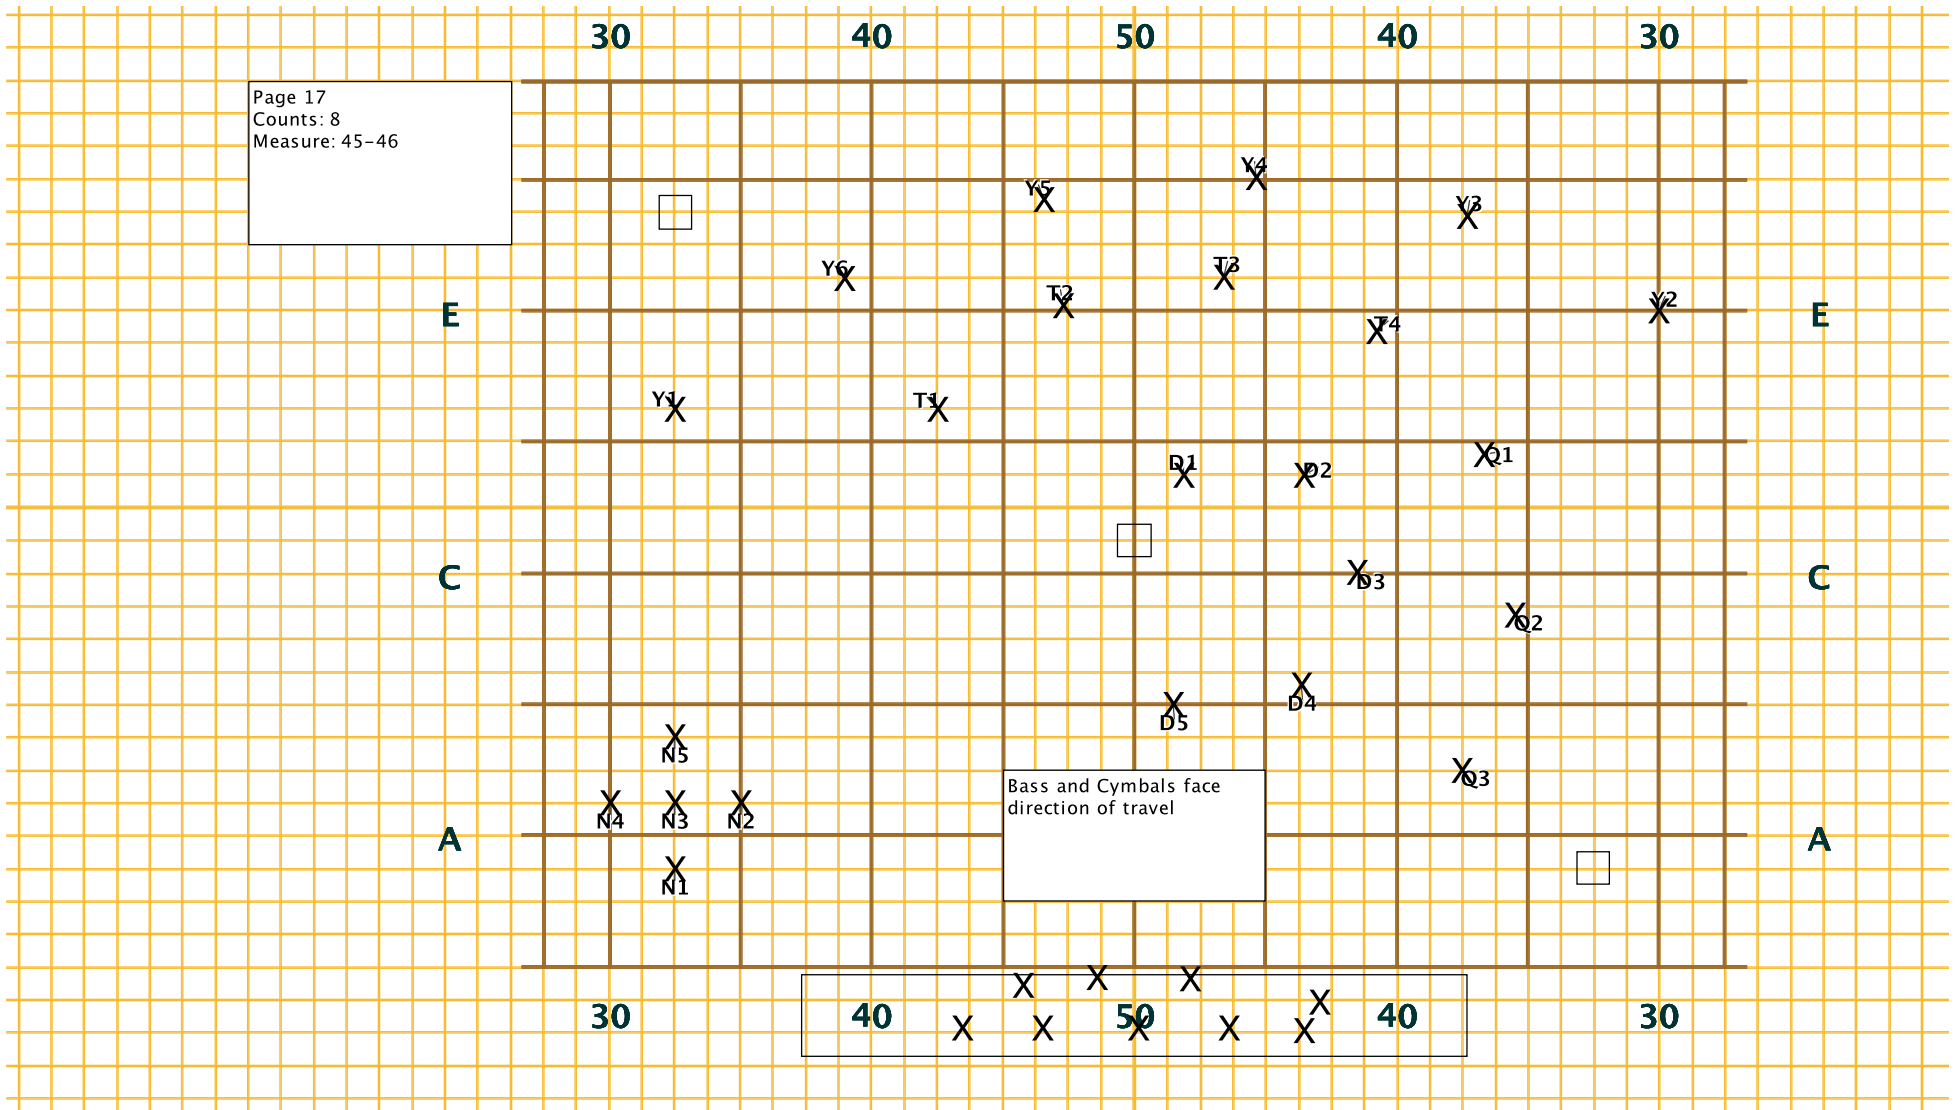 30 40 50 40 30
Page 17
Counts: 8
Measure: 45-46
Y4
Y5
Y3
Y6
T3
T2
Y2
E
T4
E
Y1
T1
D1
D2
Q1
C
D3
C
Q2
D4
D5
N5
Q3
Bass and Cymbals face
direction of travel
N4 N3 N2
A
A
N1
X X X X X X X X X
30 40 50 40 30